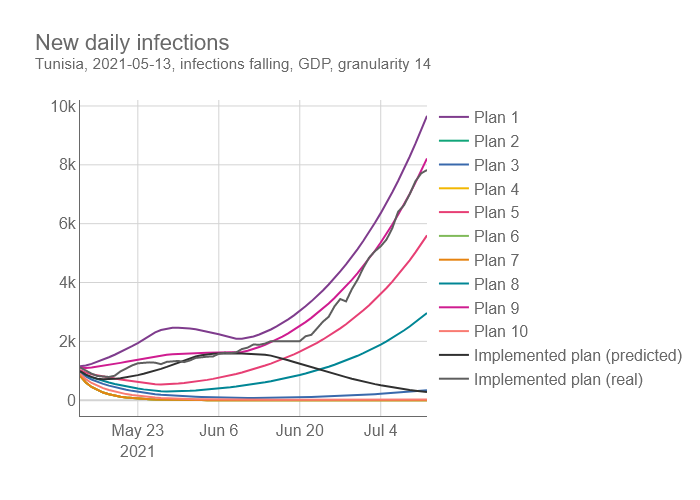 New daily infections
Tunisia, 2021-05-13, infections falling, GDP, granularity 14
10k
8k
6k
4k
2k
0
May 23
2021
Jun 6
Jun 20
Jul 4
Plan 1
Plan 2
Plan 3
Plan 4
Plan 5
Plan 6
Plan 7
Plan 8
Plan 9
Plan 10
Implemented plan (predicted)
Implemented plan (real)